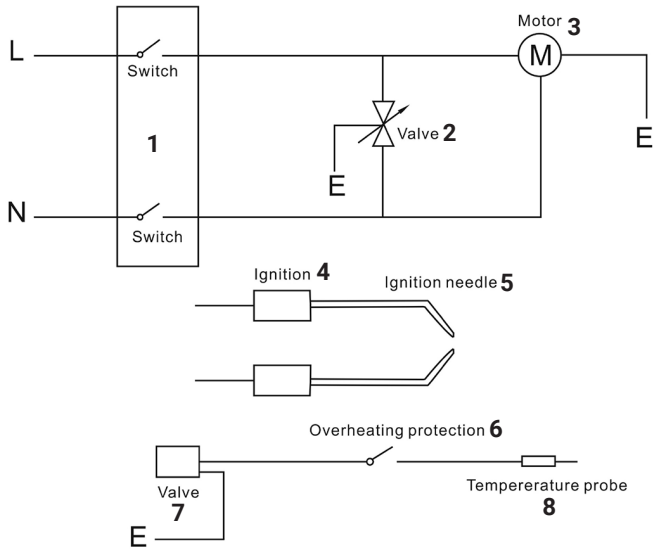 Motor 3
L
M
Switch
1
Valve 2
E
E
N
Switch
Ignition 4
Ignition needle 5
Overheating protection 6
Valve
7
Tempererature probe
8
E